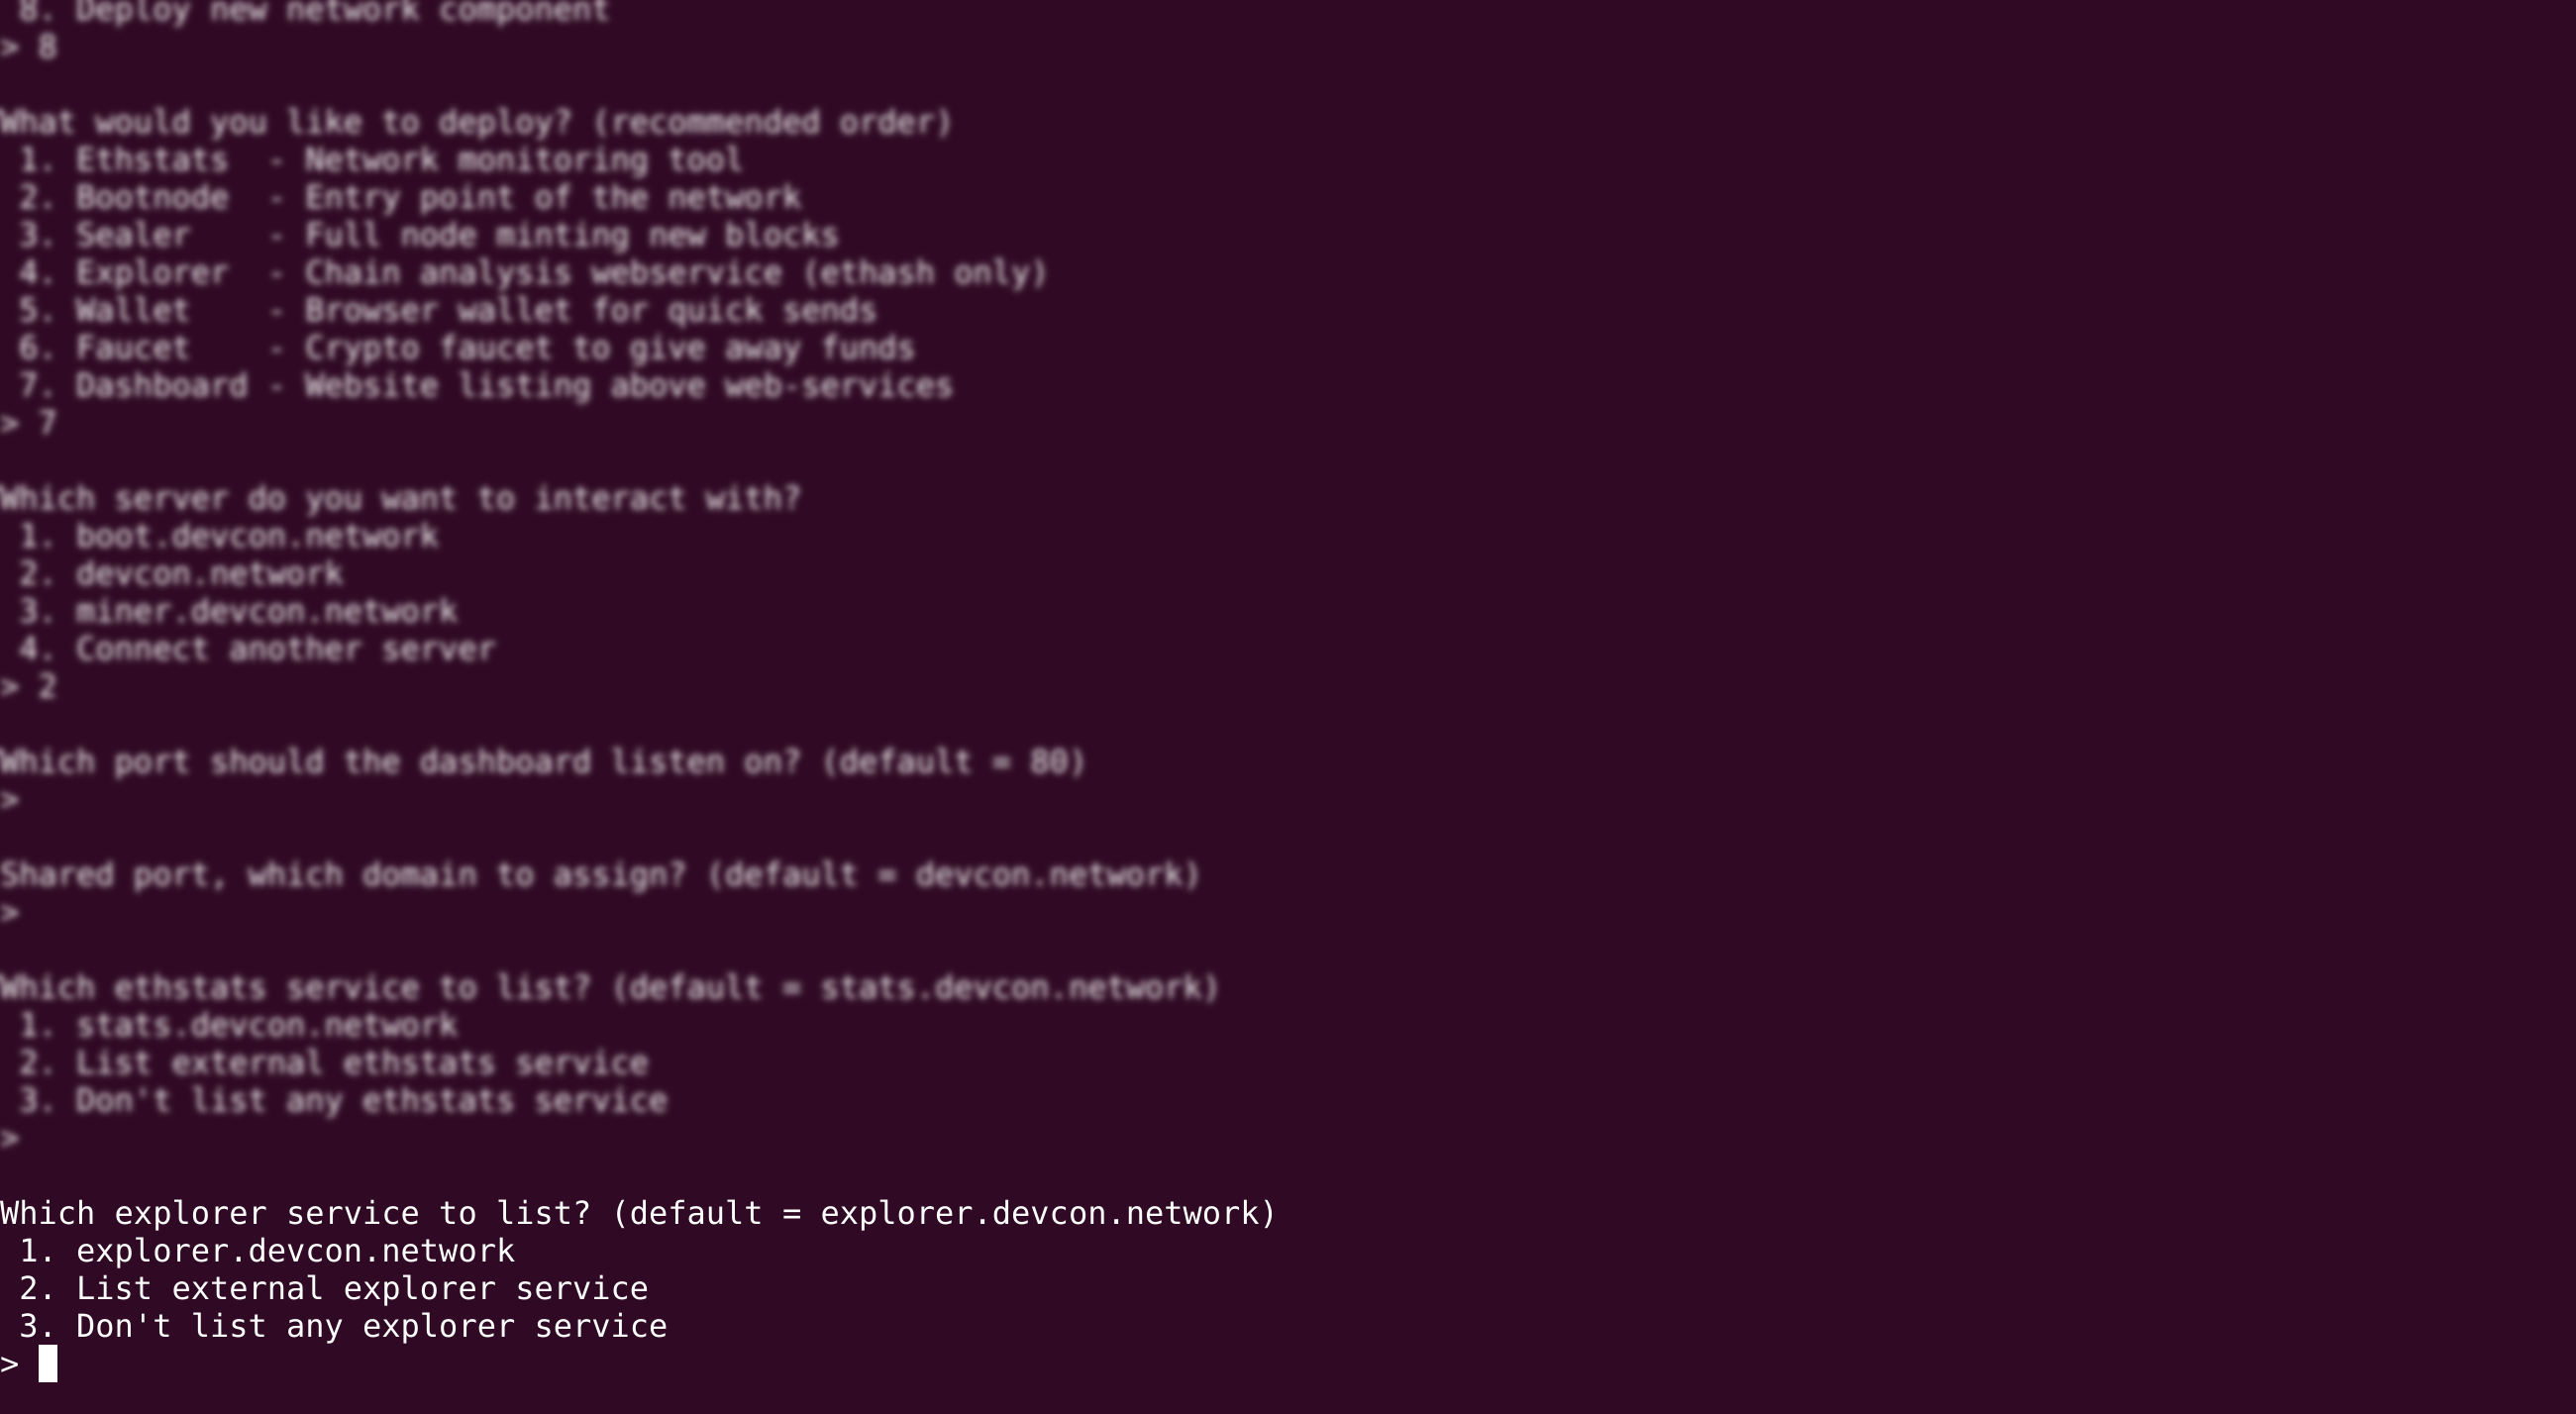 8. Deploy new network component
> 8
What would you like to deploy? (recommended order)
1. Ethstats  - Network monitoring tool
2. Bootnode  - Entry point of the network
3. Sealer    - Full node minting new blocks
4. Explorer  - Chain analysis webservice (ethash only)
5. Wallet    - Browser wallet for quick sends
6. Faucet    - Crypto faucet to give away funds
7. Dashboard - Website listing above web-services
> 7
Which server do you want to interact with?
1. boot.devcon.network
2. devcon.network
3. miner.devcon.network
4. Connect another server
> 2
Which port should the dashboard listen on? (default = 80)
>
Shared port, which domain to assign? (default = devcon.network)
>
Which ethstats service to list? (default = stats.devcon.network)
1. stats.devcon.network
2. List external ethstats service
3. Don't list any ethstats service
>
Which explorer service to list? (default = explorer.devcon.network)
1. explorer.devcon.network
2. List external explorer service
3. Don't list any explorer service
>